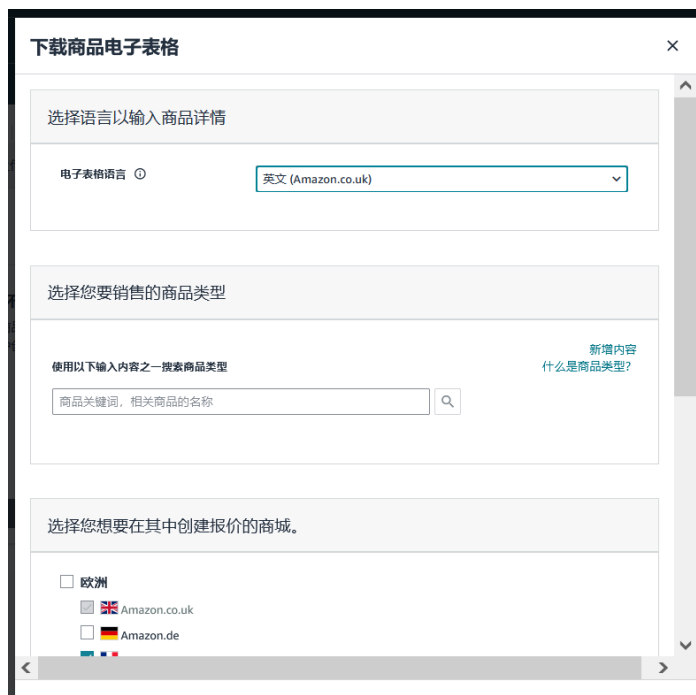 下载商品电子表格
选择语言以输入商品详情
电子表格语言
英文 (Amazon.co.uk)
选择您要销售的商品类型
新增内容
使用以下输入内容之一搜索商品类型
什么是商品类型？
商品关键词，相关商品的名称
选择您想要在其中创建报价的商城。
欧洲
Amazon.co.uk
Amazon.de